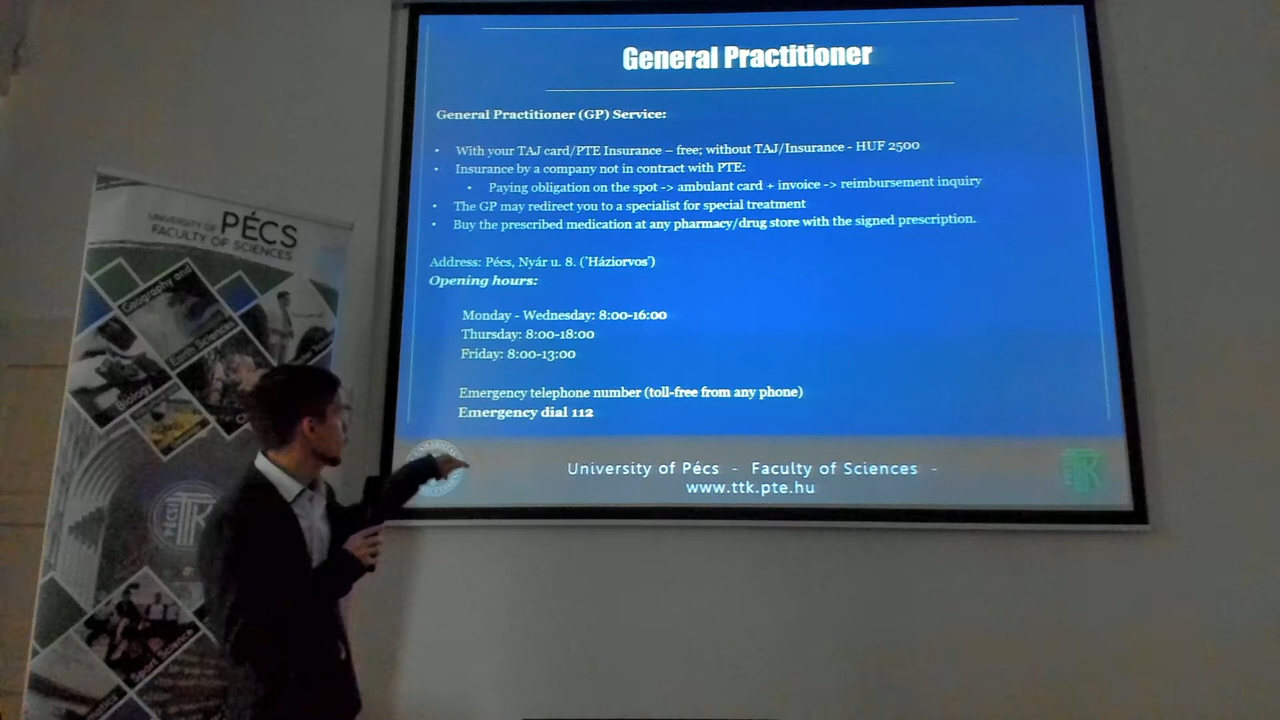 General Practitioner
General Practitioner (GP) Service:
• With your TAJ card/PTE Insurance – free; without TAJ/Insurance - HUF 2500
• Insurance by a company not in contract with PTE:
• Paying obligation on the spot -> ambulant card + invoice -> reimbursement inquiry
• The GP may redirect you to a specialist for special treatment
• Buy the prescribed medication at any pharmacy/drug store with the signed prescription.
Address: Pécs, Nyár u. 8. ("Háziorvos")
Opening hours:
Monday - Wednesday: 8:00-16:00
Thursday: 8:00-18:00
Friday: 8:00-13:00
Emergency telephone number (toll-free from any phone)
Emergency dial 112
University of Pécs - Faculty of Sciences -
www.ttk.pte.hu
UNIVERSITY OF PÉCS
FACULTY OF SCIENCES
Geography and
Earth Sciences
Biology
PÉCSI
Sport Science